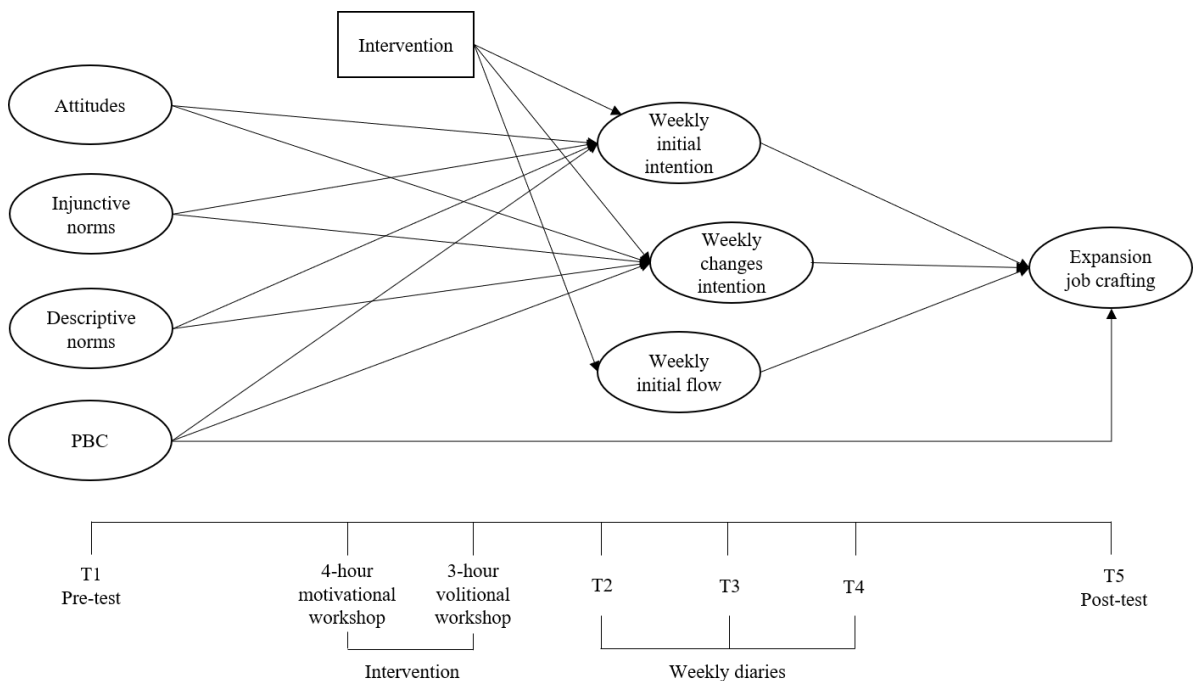 Intervention
Attitudes
Weekly
initial
intention
Injunctive
norms
Weekly
changes
intention
Expansion
job crafting
Descriptive
norms
Weekly
initial flow
PBC
T1
Pre-test
4-hour
motivational
workshop
3-hour
volitional
workshop
T2
T3
T4
T5
Post-test
Intervention
Weekly diaries